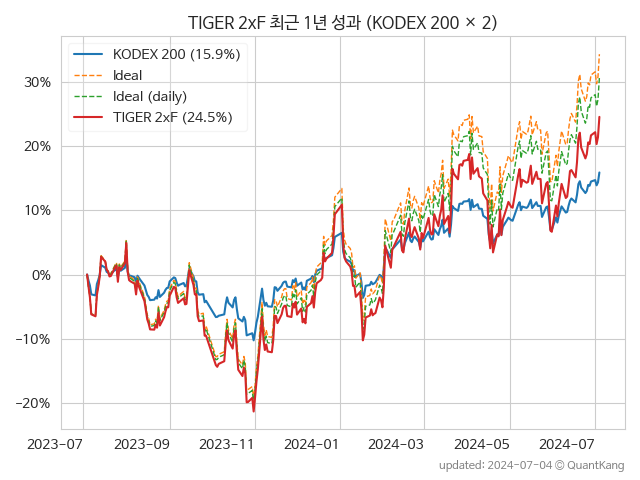 TIGER 2xF 최근 1년 성과 (KODEX 200 × 2)
KODEX 200 (15.9%)
Ideal
Ideal (daily)
TIGER 2xF (24.5%)
30%
20%
10%
0%
−10%
−20%
2023-07
2023-09
2023-11
2024-01
2024-03
2024-05
2024-07
updated: 2024-07-04 © QuantKang